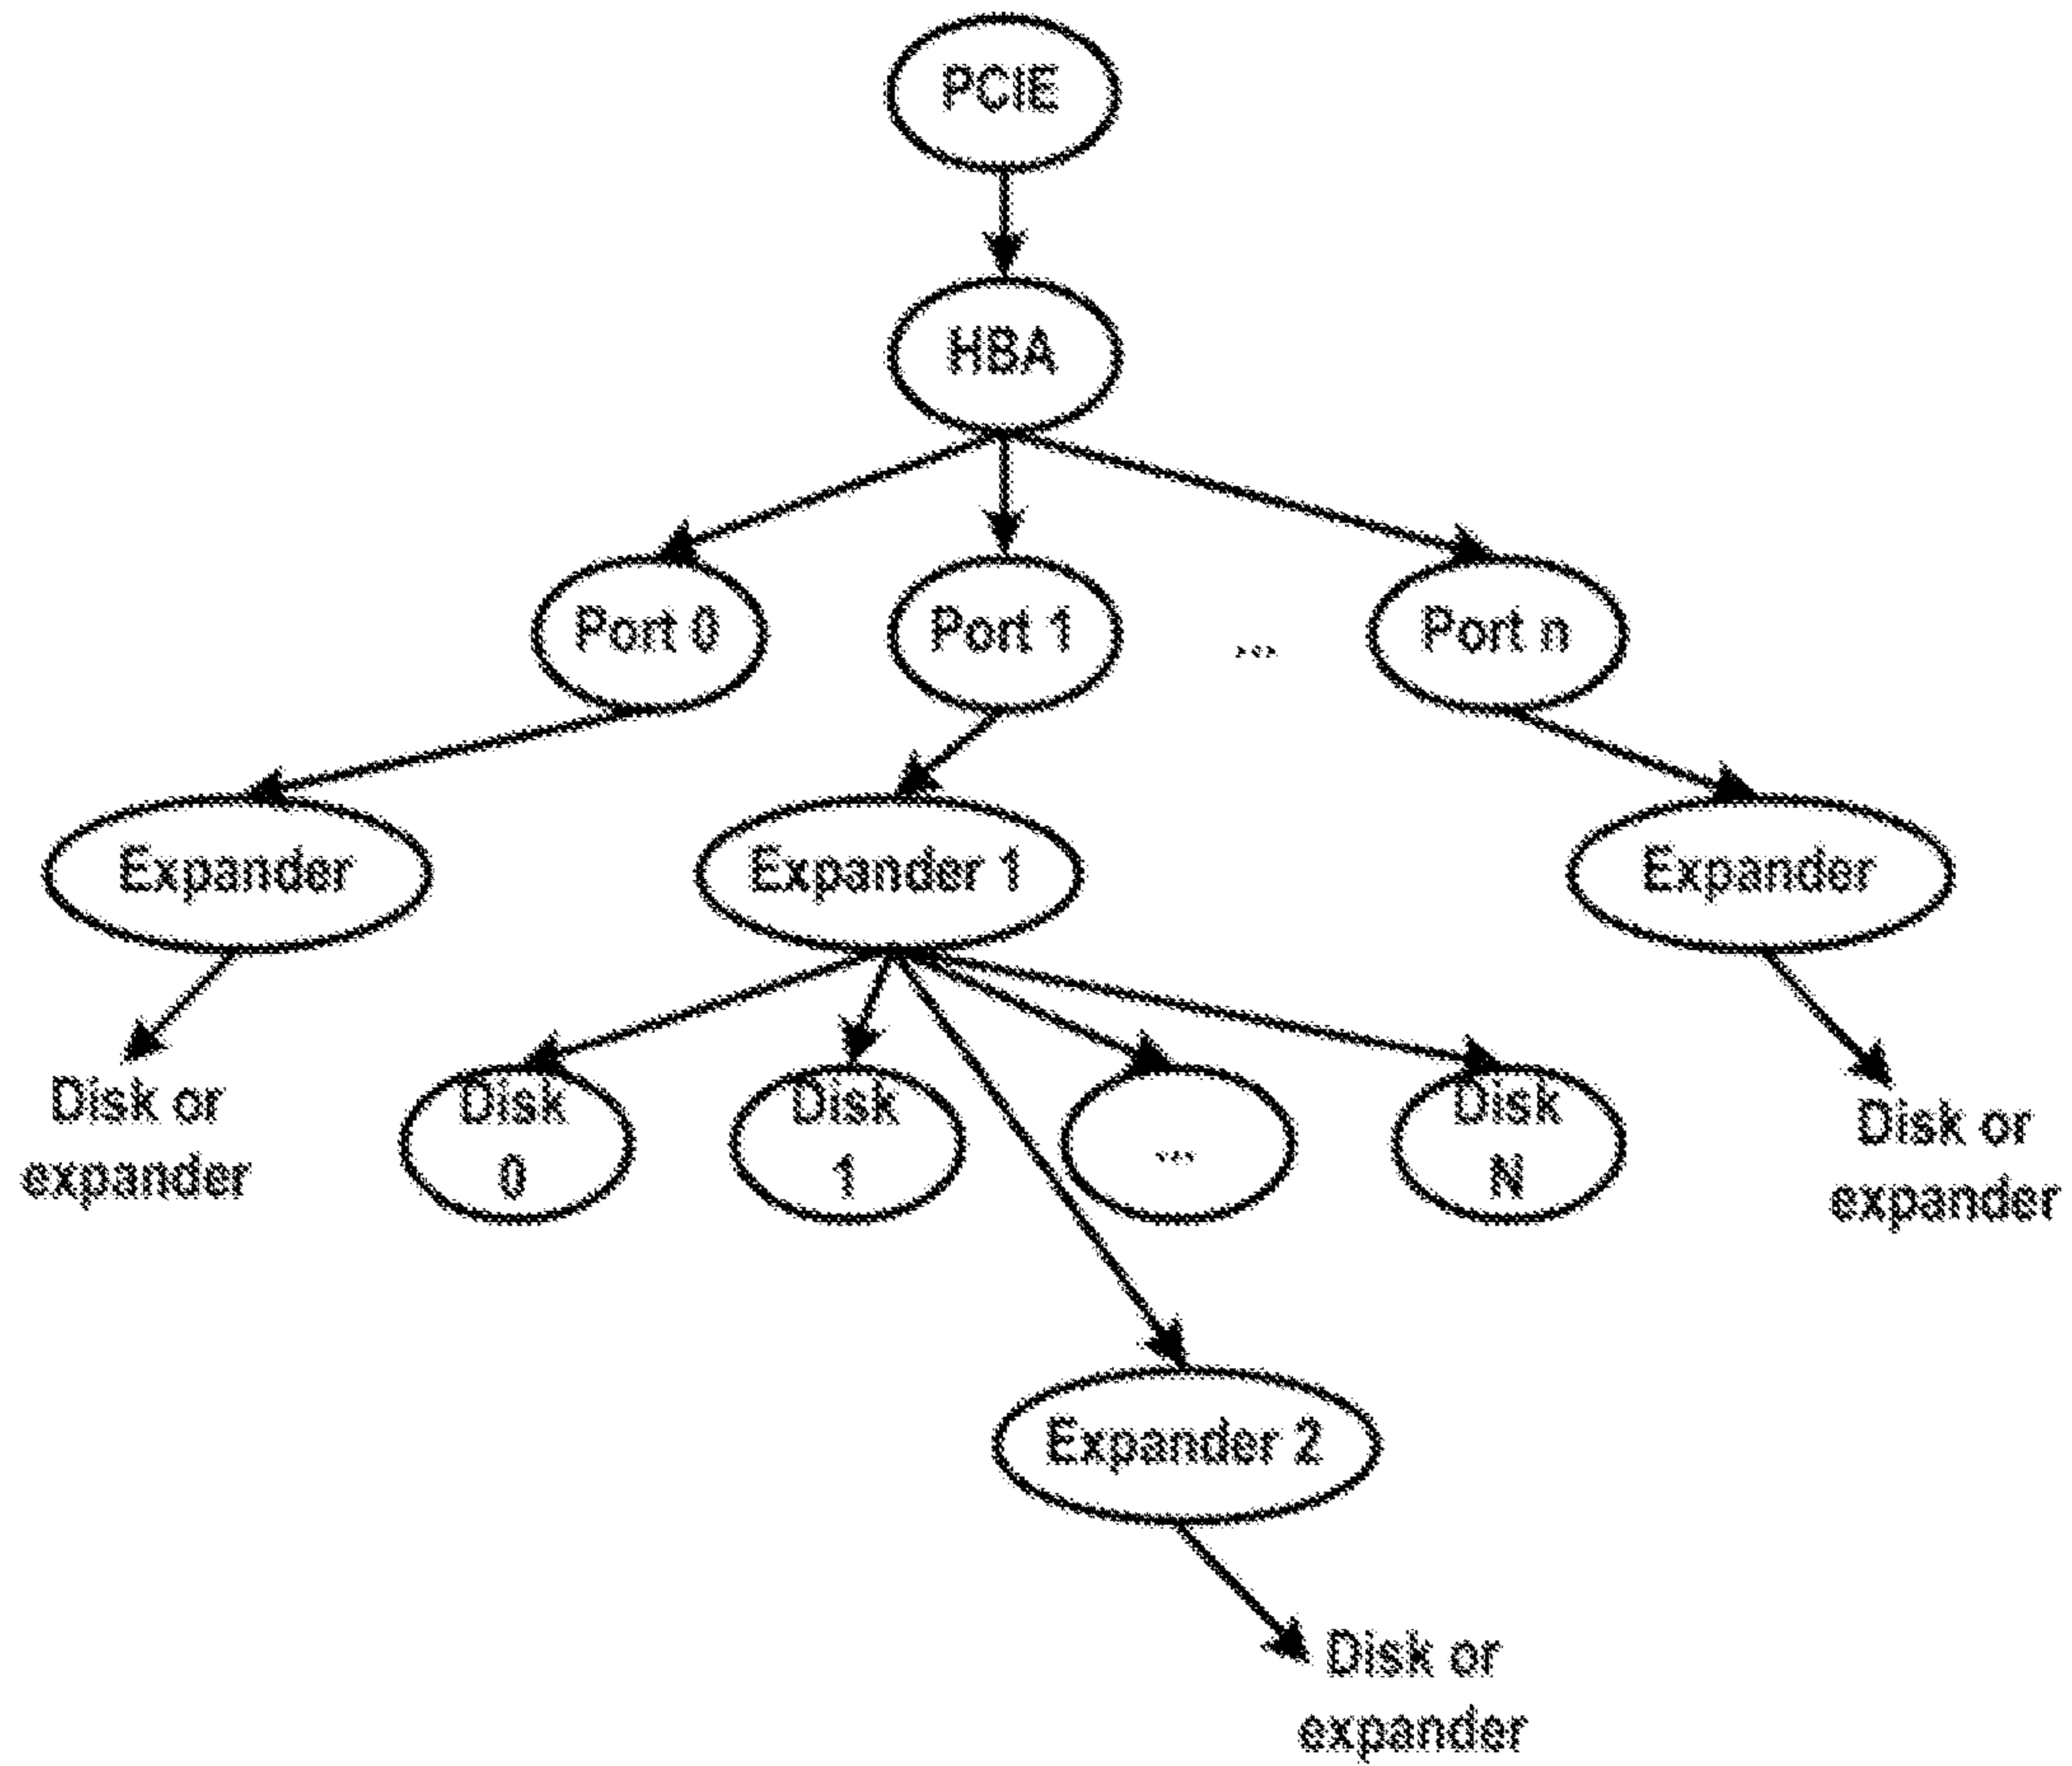 PCIE
HBA
Port 0
Port 1
...
Port n
Expander
Expander 1
Expander
Disk or
expander
Disk
0
Disk
1
...
Disk
N
Disk or
expander
Expander 2
Disk or
expander